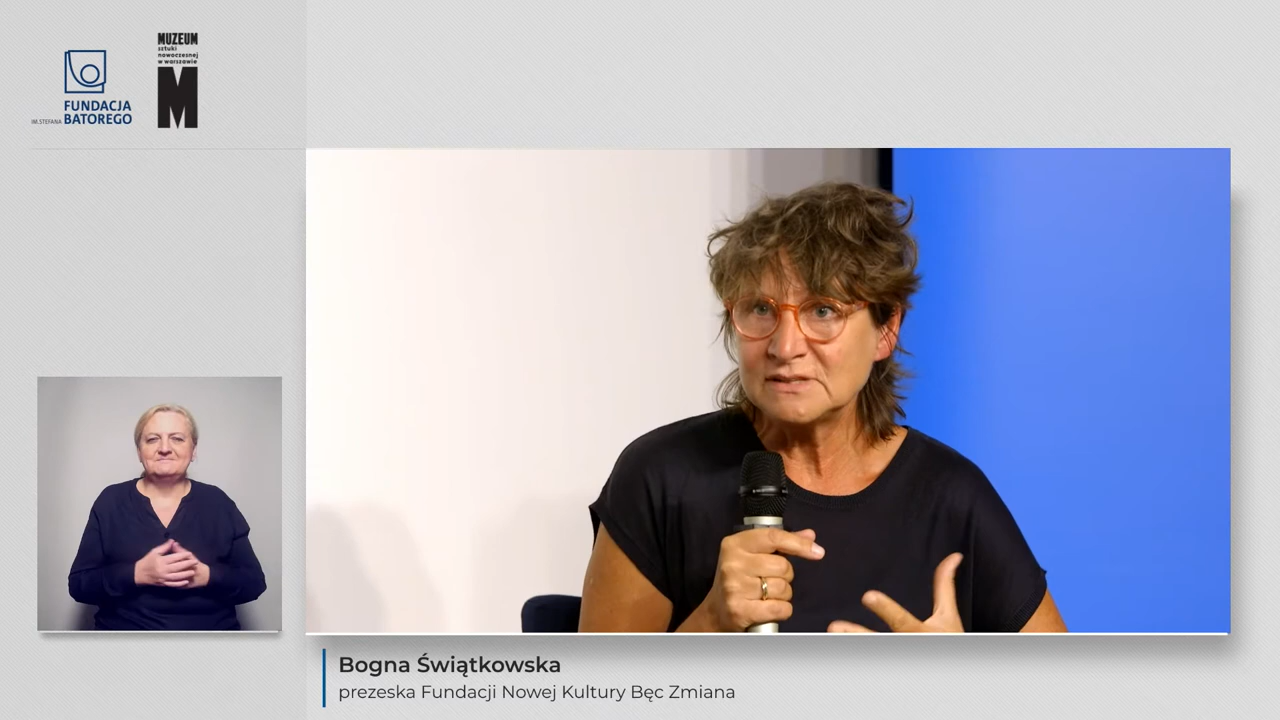 MUZEUM
sztuki
nowoczesnej
w warszawie
M
FUNDACJA
IM. STEFANA BATOREGO
Bogna Świątkowska
prezeska Fundacji Nowej Kultury Bęc Zmiana